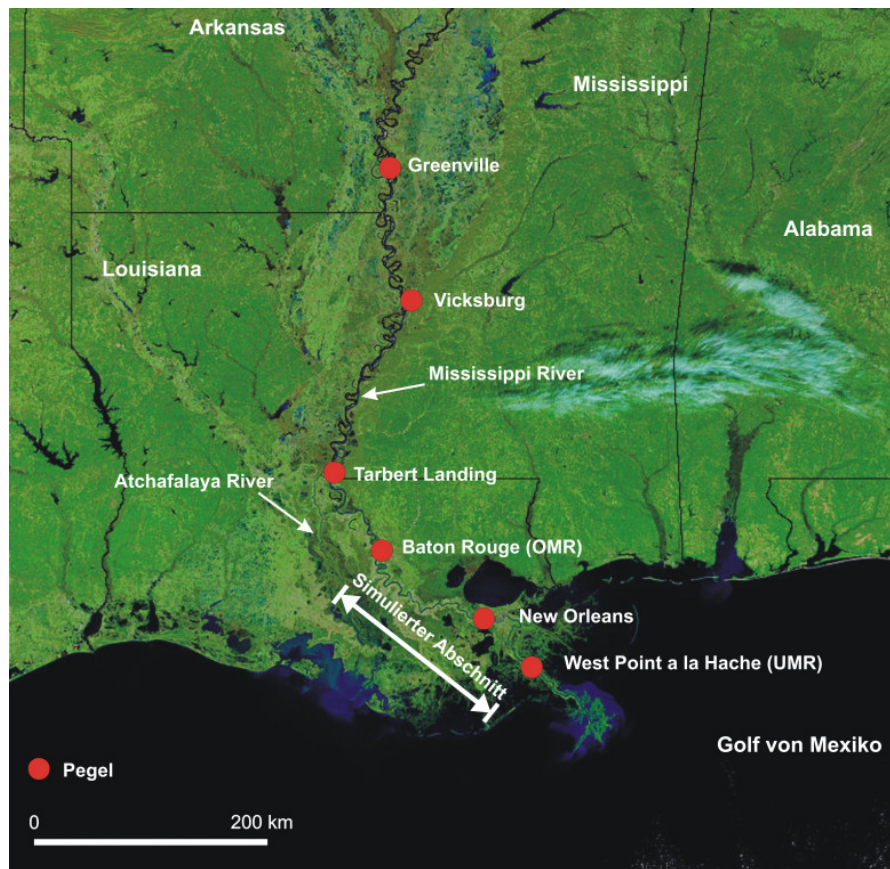 Arkansas
Mississippi
Greenville
Alabama
Louisiana
Vicksburg
Mississippi River
Tarbert Landing
Atchafalaya River
Baton Rouge (OMR)
Simulierter Abschnitt
New Orleans
West Point a la Hache (UMR)
Golf von Mexiko
Pegel
0 200 km